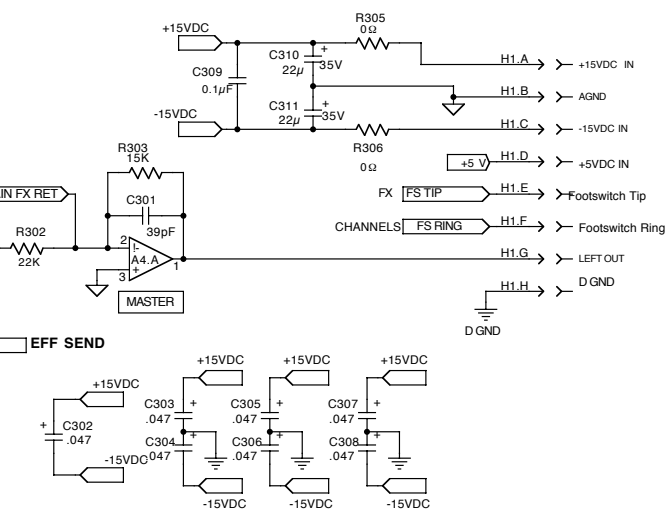 +15VDC
R305
0Ω
C310
+
22µ
35V
C309
0.1µF
C311
+
22µ
35V
-15VDC
R306
0Ω
H1.A
+15VDC IN
H1.B
AGND
H1.C
-15VDC IN
+5 V
H1.D
+5VDC IN
FX
FS TIP
H1.E
Footswitch Tip
CHANNELS
FS RING
H1.F
Footswitch Ring
H1.G
LEFT OUT
H1.H
D GND
D GND
R303
15K
IN FX RET
C301
39pF
R302
22K
2
!-
A4.A
+
3
1
MASTER
EFF SEND
+15VDC
+
C302
.047
-15VDC
+15VDC
C303
+
.047
C304
+
.047
-15VDC
+15VDC
C305
+
.047
C306
+
.047
-15VDC
+15VDC
C307
+
.047
C308
+
.047
-15VDC